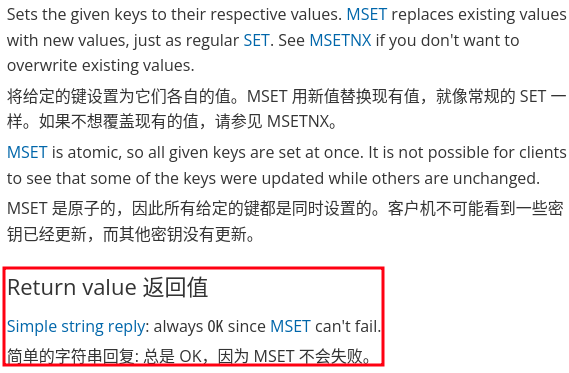 Sets the given keys to their respective values. MSET replaces existing values
with new values, just as regular SET. See MSETNX if you don't want to
overwrite existing values.
将给定的键设置为它们各自的值。MSET 用新值替换现有值，就像常规的 SET 一
样。如果不想覆盖现有的值，请参见 MSETNX。
MSET is atomic, so all given keys are set at once. It is not possible for clients
to see that some of the keys were updated while others are unchanged.
MSET 是原子的，因此所有给定的键都是同时设置的。客户机不可能看到一些密
钥已经更新，而其他密钥没有更新。
Return value 返回值
Simple string reply: always OK since MSET can't fail.
简单的字符串回复: 总是 OK，因为 MSET 不会失败。